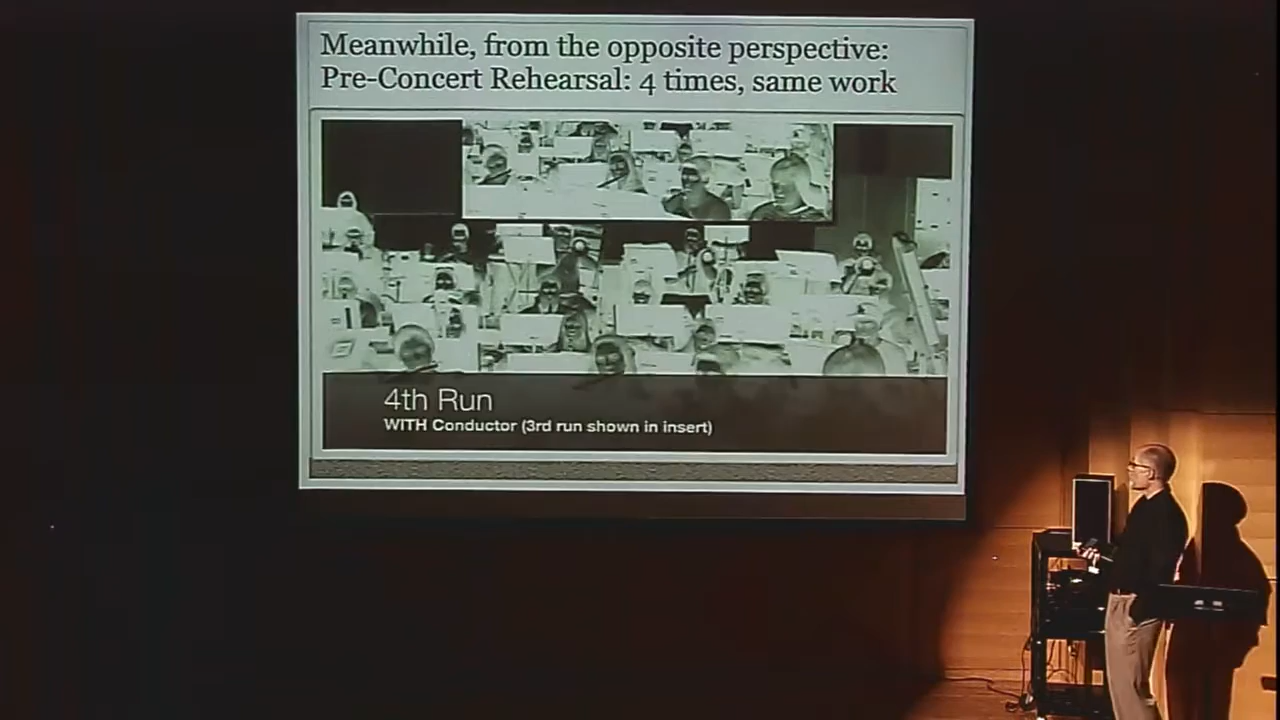 Meanwhile, from the opposite perspective:
Pre-Concert Rehearsal: 4 times, same work
4th Run
WITH Conductor (3rd run shown in insert)